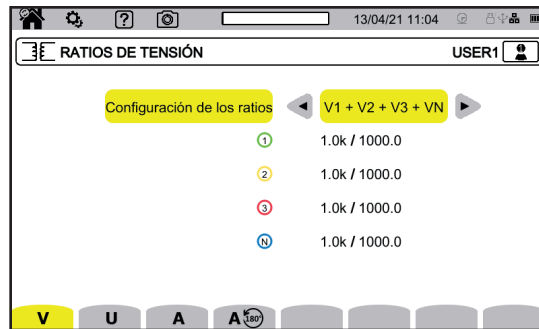 ? 13/04/21 11:04
RATIOS DE TENSIÓN USER1
Configuración de los ratios V1 + V2 + V3 + VN
1 1.0k / 1000.0
2 1.0k / 1000.0
3 1.0k / 1000.0
N 1.0k / 1000.0
V U A A 180°